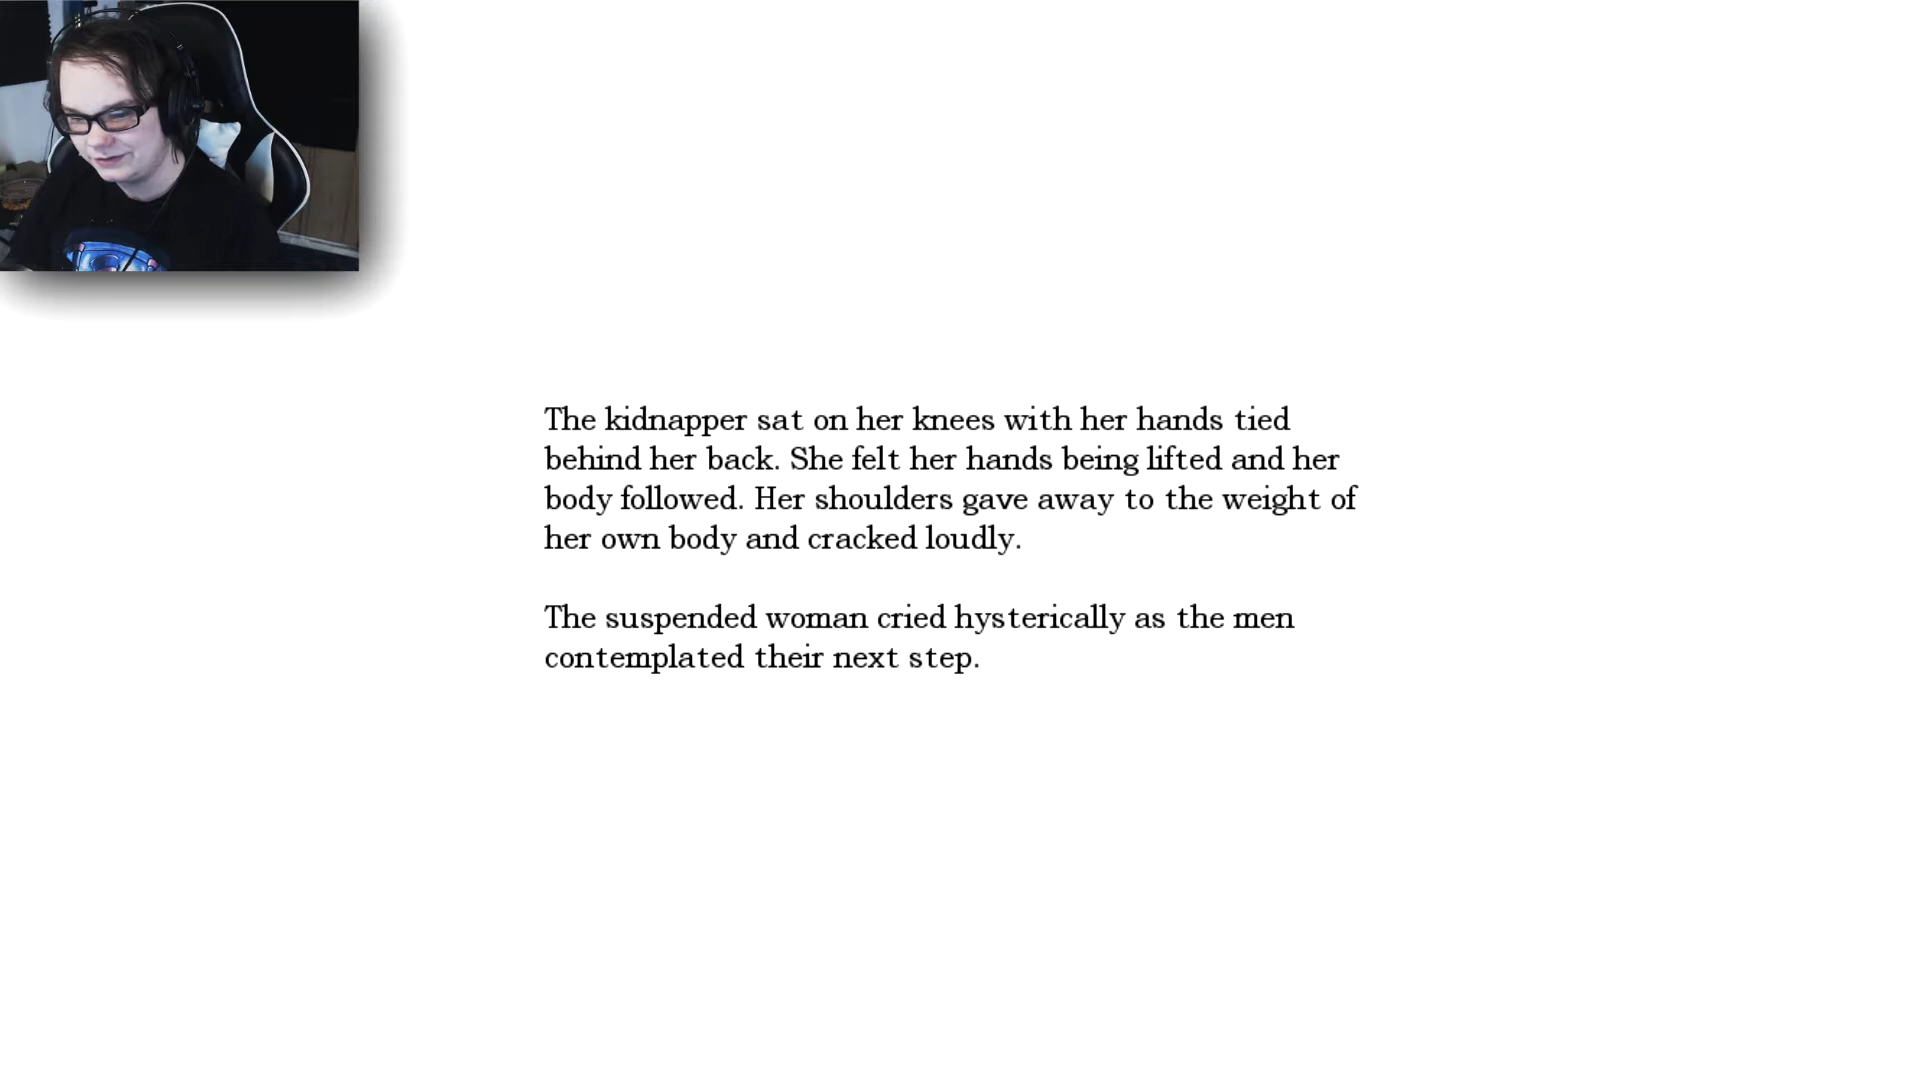 The kidnapper sat on her knees with her hands tied
behind her back. She felt her hands being lifted and her
body followed. Her shoulders gave away to the weight of
her own body and cracked loudly.
The suspended woman cried hysterically as the men
contemplated their next step.